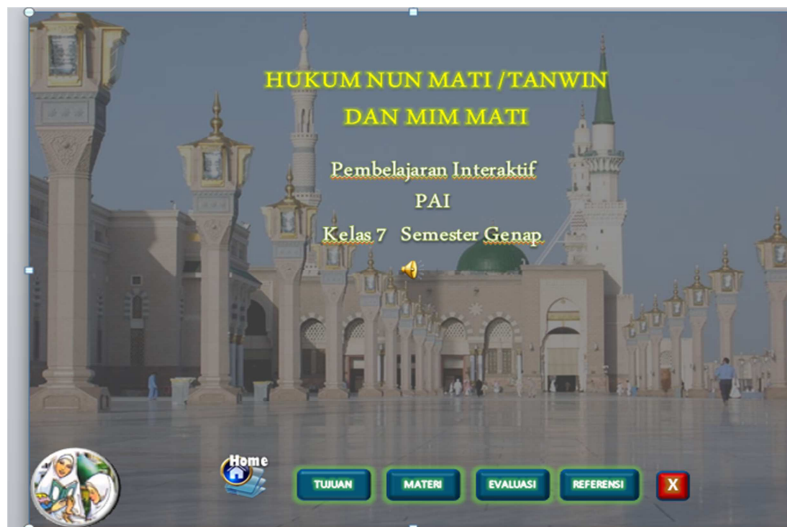 HUKUM NUN MATI /TANWIN
DAN MIM MATI
Pembelajaran Interaktif
PAI
Kelas 7 Semester Genap
Home
TUJUAN
MATERI
EVALUASI
REFERENSI
X